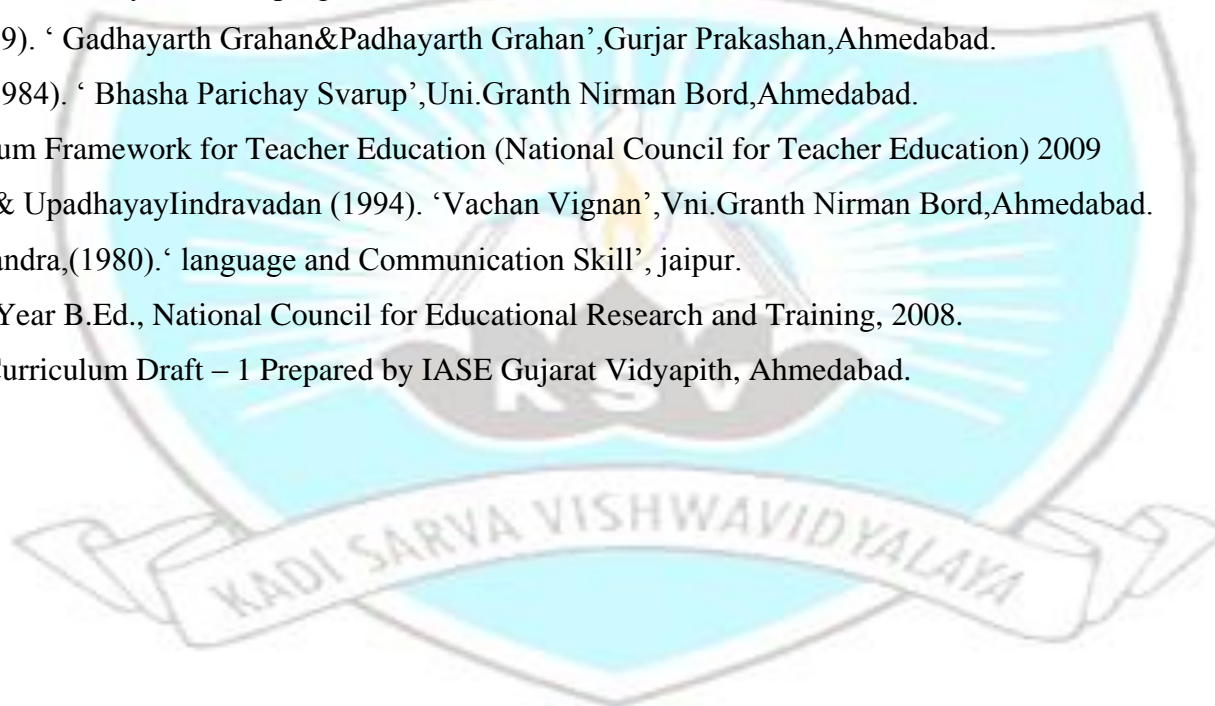 9). ‘ Gadhayarth Grahan&Padhayarth Grahan’,Gurjar Prakashan,Ahmedabad.
984). ‘ Bhasha Parichay Svarup’,Uni.Granth Nirman Bord,Ahmedabad.
um Framework for Teacher Education (National Council for Teacher Education) 2009
& UpadhayayIindravadan (1994). ‘Vachan Vignan’,Vni.Granth Nirman Bord,Ahmedabad.
andra,(1980).‘ language and Communication Skill’, jaipur.
Year B.Ed., National Council for Educational Research and Training, 2008.
Curriculum Draft – 1 Prepared by IASE Gujarat Vidyapith, Ahmedabad.
KSV
KADI SARVA VISHWAVIDYALAYA